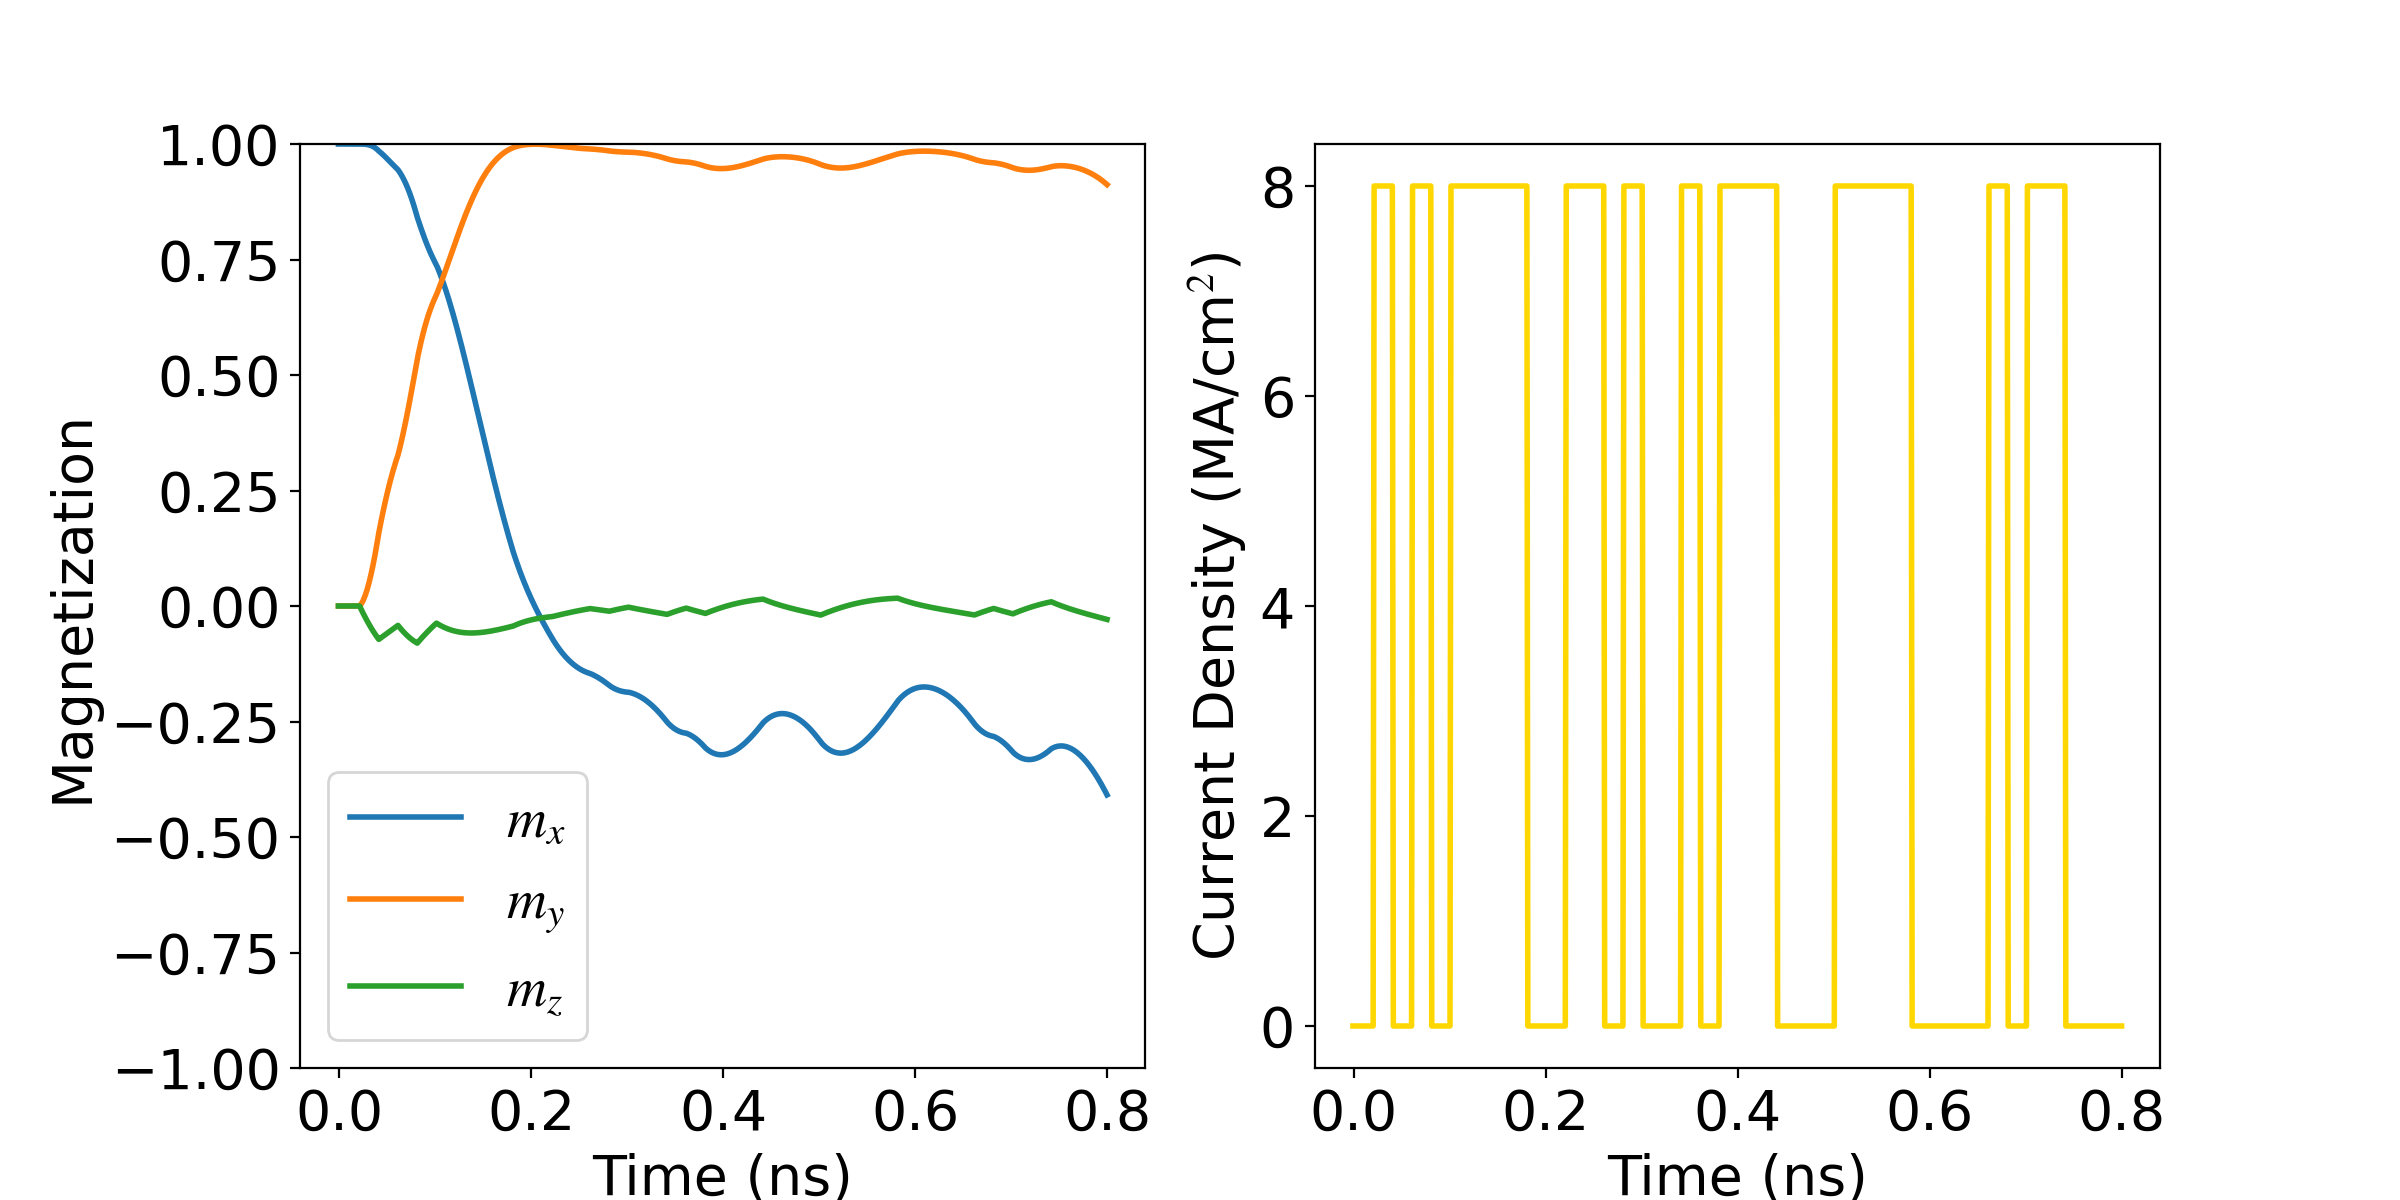 1.00
0.75
0.50
0.25
0.00
−0.25
−0.50
−0.75
−1.00
Magnetization
m_x
m_y
m_z
0.0 0.2 0.4 0.6 0.8
Time (ns)
8
6
4
2
0
Current Density (MA/cm²)
0.0 0.2 0.4 0.6 0.8
Time (ns)